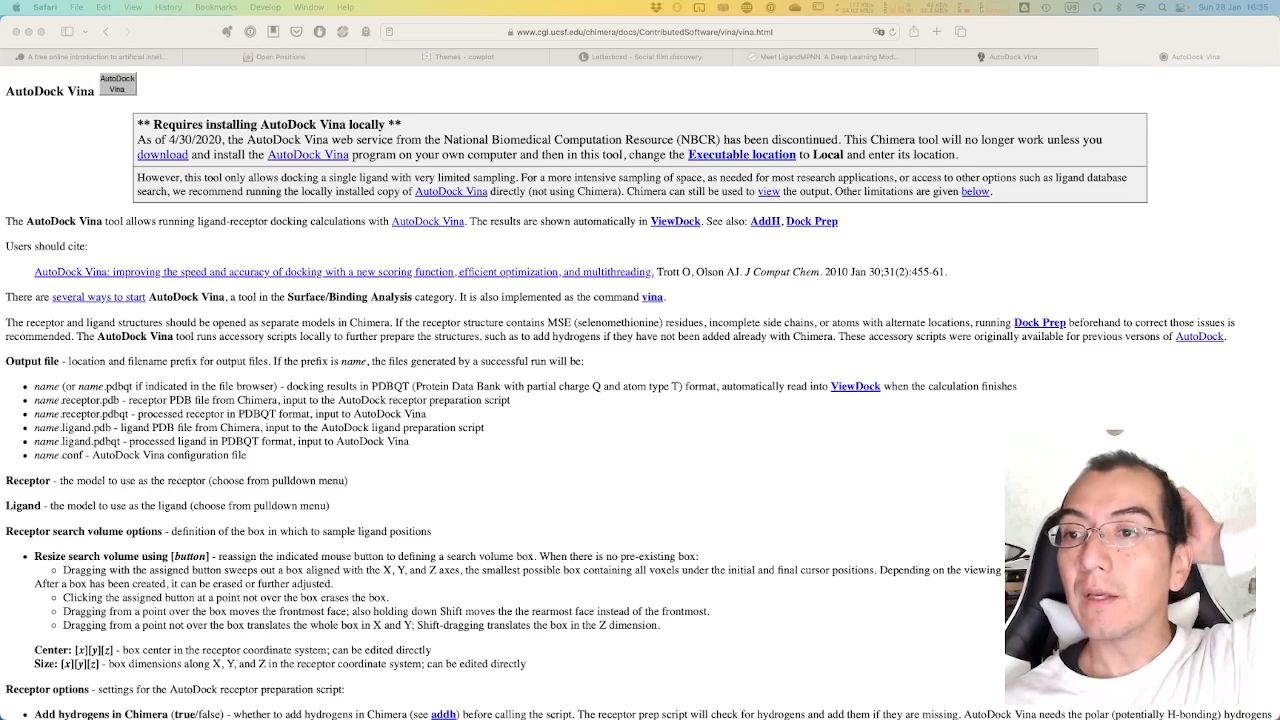 Safari File Edit View History Bookmarks Develop Window Help
US
Sun 28 Jan 16:35
www.cgl.ucsf.edu/chimera/docs/ContributedSoftware/vina/vina.html
A free online introduction to artificial intell...
Open Positions
Themes • cowplot
Letterboxd - Social film discovery.
Meet LigandMPNN: A Deep Learning Mod...
AutoDock Vina
AutoDock Vina
AutoDock Vina
AutoDock
Vina
** Requires installing AutoDock Vina locally **
As of 4/30/2020, the AutoDock Vina web service from the National Biomedical Computation Resource (NBCR) has been discontinued. This Chimera tool will no longer work unless you
download and install the AutoDock Vina program on your own computer and then in this tool, change the Executable location to Local and enter its location.
However, this tool only allows docking a single ligand with very limited sampling. For a more intensive sampling of space, as needed for most research applications, or access to other options such as ligand database
search, we recommend running the locally installed copy of AutoDock Vina directly (not using Chimera). Chimera can still be used to view the output. Other limitations are given below.
The AutoDock Vina tool allows running ligand-receptor docking calculations with AutoDock Vina. The results are shown automatically in ViewDock. See also: AddH, Dock Prep
Users should cite:
AutoDock Vina: improving the speed and accuracy of docking with a new scoring function, efficient optimization, and multithreading. Trott O, Olson AJ. J Comput Chem. 2010 Jan 30;31(2):455-61.
There are several ways to start AutoDock Vina, a tool in the Surface/Binding Analysis category. It is also implemented as the command vina.
The receptor and ligand structures should be opened as separate models in Chimera. If the receptor structure contains MSE (selenomethionine) residues, incomplete side chains, or atoms with alternate locations, running Dock Prep beforehand to correct those issues is
recommended. The AutoDock Vina tool runs accessory scripts locally to further prepare the structures, such as to add hydrogens if they have not been added already with Chimera. These accessory scripts were originally available for previous versons of AutoDock.
Output file - location and filename prefix for output files. If the prefix is name, the files generated by a successful run will be:
• name (or name.pdbqt if indicated in the file browser) - docking results in PDBQT (Protein Data Bank with partial charge Q and atom type T) format, automatically read into ViewDock when the calculation finishes
• name.receptor.pdb - receptor PDB file from Chimera, input to the AutoDock receptor preparation script
• name.receptor.pdbqt - processed receptor in PDBQT format, input to AutoDock Vina
• name.ligand.pdb - ligand PDB file from Chimera, input to the AutoDock ligand preparation script
• name.ligand.pdbqt - processed ligand in PDBQT format, input to AutoDock Vina
• name.conf - AutoDock Vina configuration file
Receptor - the model to use as the receptor (choose from pulldown menu)
Ligand - the model to use as the ligand (choose from pulldown menu)
Receptor search volume options - definition of the box in which to sample ligand positions
• Resize search volume using [button] - reassign the indicated mouse button to defining a search volume box. When there is no pre-existing box:
○ Dragging with the assigned button sweeps out a box aligned with the X, Y, and Z axes, the smallest possible box containing all voxels under the initial and final cursor positions. Depending on the viewing
After a box has been created, it can be erased or further adjusted.
○ Clicking the assigned button at a point not over the box erases the box.
○ Dragging from a point over the box moves the frontmost face; also holding down Shift moves the the rearmost face instead of the frontmost.
○ Dragging from a point not over the box translates the whole box in X and Y; Shift-dragging translates the box in the Z dimension.
Center: [x][y][z] - box center in the receptor coordinate system; can be edited directly
Size: [x][y][z] - box dimensions along X, Y, and Z in the receptor coordinate system; can be edited directly
Receptor options - settings for the AutoDock receptor preparation script:
• Add hydrogens in Chimera (true/false) - whether to add hydrogens in Chimera (see addh) before calling the script. The receptor prep script will check for hydrogens and add them if they are missing. AutoDock Vina needs the polar (potentially H-bonding) hydrogens